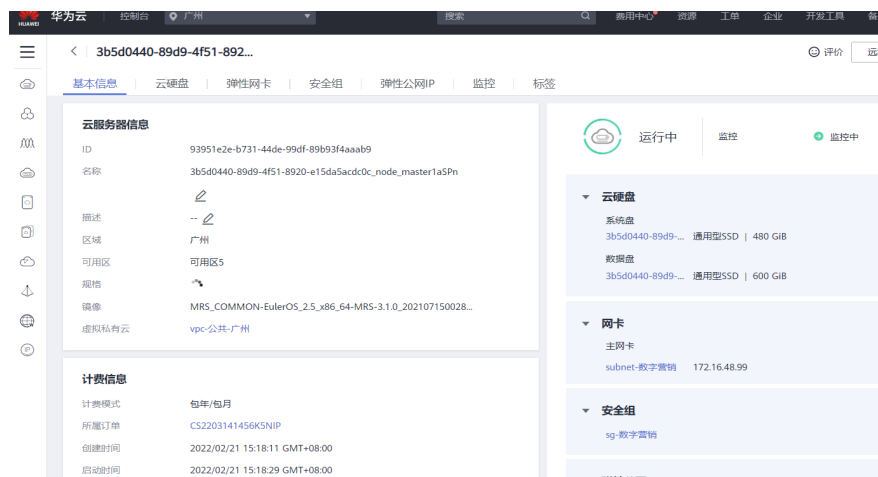 HUAWEI 华为云 控制台 广州 搜索 费用中心 资源 工单 企业 开发工具 备
3b5d0440-89d9-4f51-892... 评价 远
基本信息 云硬盘 弹性网卡 安全组 弹性公网IP 监控 标签
云服务器信息
ID 93951e2e-b731-44de-99df-89b93f4aaab9
名称 3b5d0440-89d9-4f51-8920-e15da5acdc0c_node_master1aSPn
描述 --
区域 广州
可用区 可用区5
规格
镜像 MRS_COMMON-EulerOS_2.5_x86_64-MRS-3.1.0_202107150028...
虚拟私有云 vpc-公共-广州
计费信息
计费模式 包年/包月
所属订单 CS2203141456K5NIP
创建时间 2022/02/21 15:18:11 GMT+08:00
启动时间 2022/02/21 15:18:29 GMT+08:00
运行中 监控 监控中
云硬盘
系统盘
3b5d0440-89d9-... 通用型SSD | 480 GiB
数据盘
3b5d0440-89d9-... 通用型SSD | 600 GiB
网卡
主网卡
subnet-数字营销 172.16.48.99
安全组
sg-数字营销